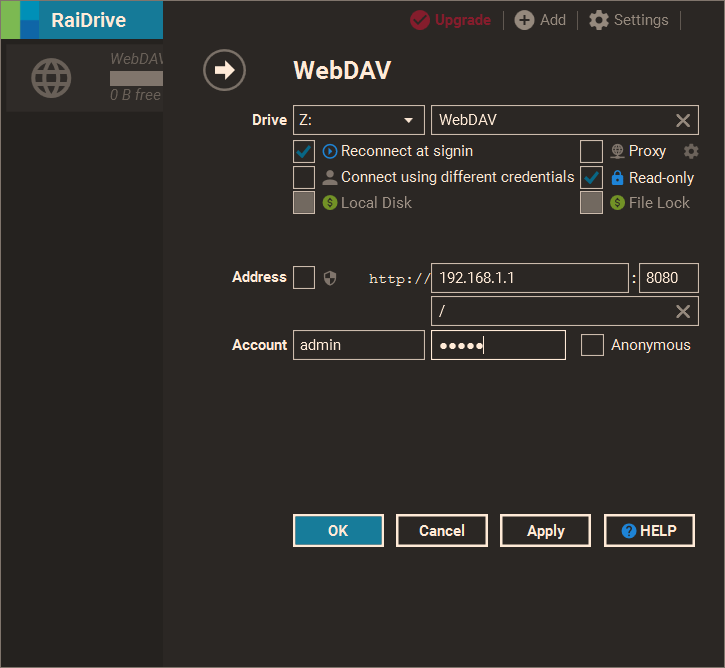 RaiDrive
Upgrade Add Settings
WebDAV
0 B free
WebDAV
Drive Z: WebDAV
Reconnect at signin Proxy
Connect using different credentials Read-only
$ Local Disk $ File Lock
Address http:// 192.168.1.1 : 8080
/
Account admin ●●●●● Anonymous
OK Cancel Apply ? HELP